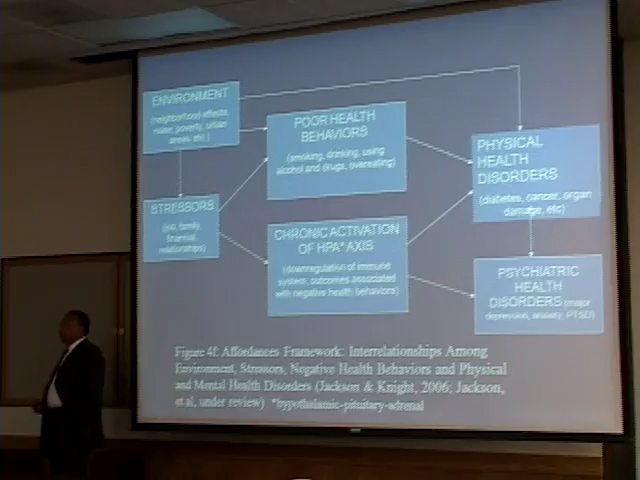 ENVIRONMENT
(neighborhood effects,
noise, poverty, urban
areas, etc.)
POOR HEALTH
BEHAVIORS
(smoking, drinking, using
alcohol and drugs, overeating)
PHYSICAL
HEALTH
DISORDERS
(diabetes, cancer, organ
damage, etc)
STRESSORS
(job, family,
financial,
relationships)
CHRONIC ACTIVATION
OF HPA* AXIS
(downregulation of immune
system, outcomes associated
with negative health behaviors)
PSYCHIATRIC
HEALTH
DISORDERS (major
depression, anxiety, PTSD)
Figure 4f: Affordances Framework: Interrelationships Among
Environment, Stressors, Negative Health Behaviors and Physical
and Mental Health Disorders (Jackson & Knight, 2006; Jackson,
et al, under review) *hypothalamic-pituitary-adrenal